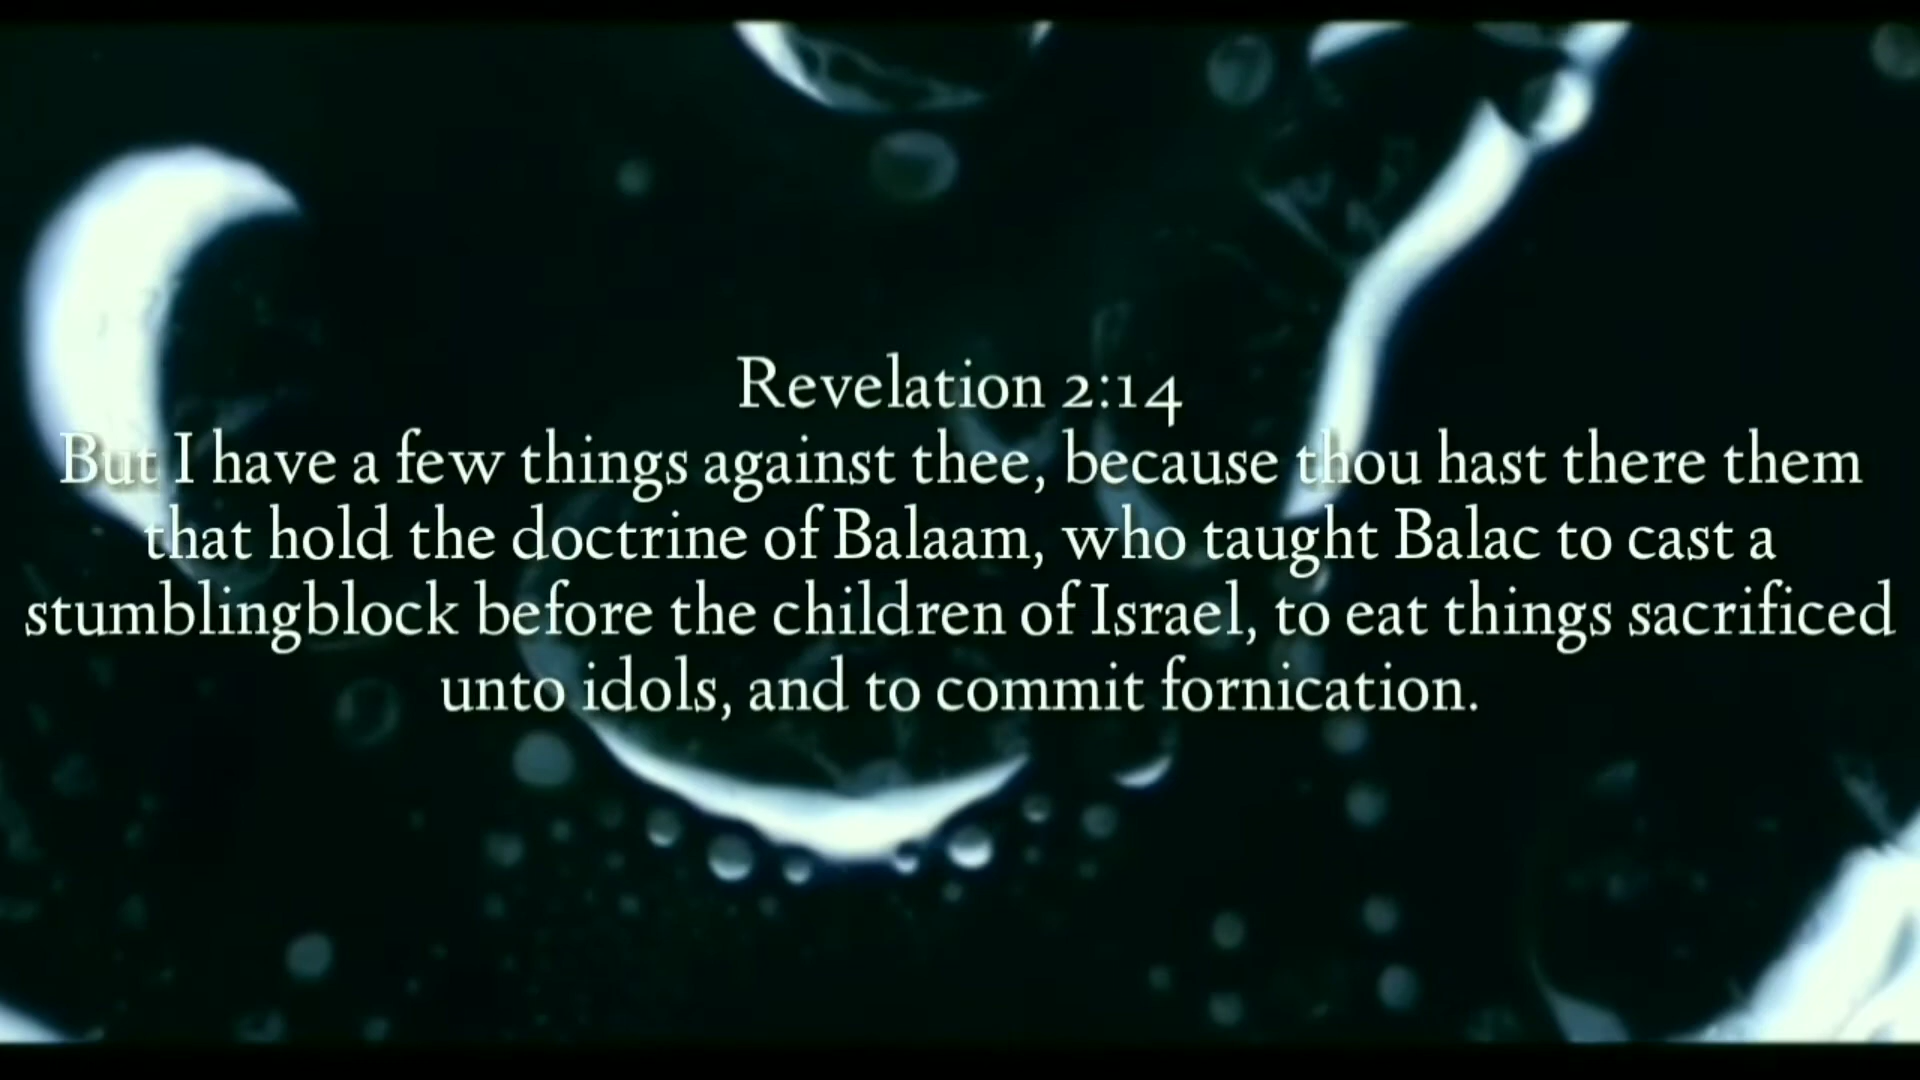 Revelation 2:14
But I have a few things against thee, because thou hast there them
that hold the doctrine of Balaam, who taught Balac to cast a
stumblingblock before the children of Israel, to eat things sacrificed
unto idols, and to commit fornication.